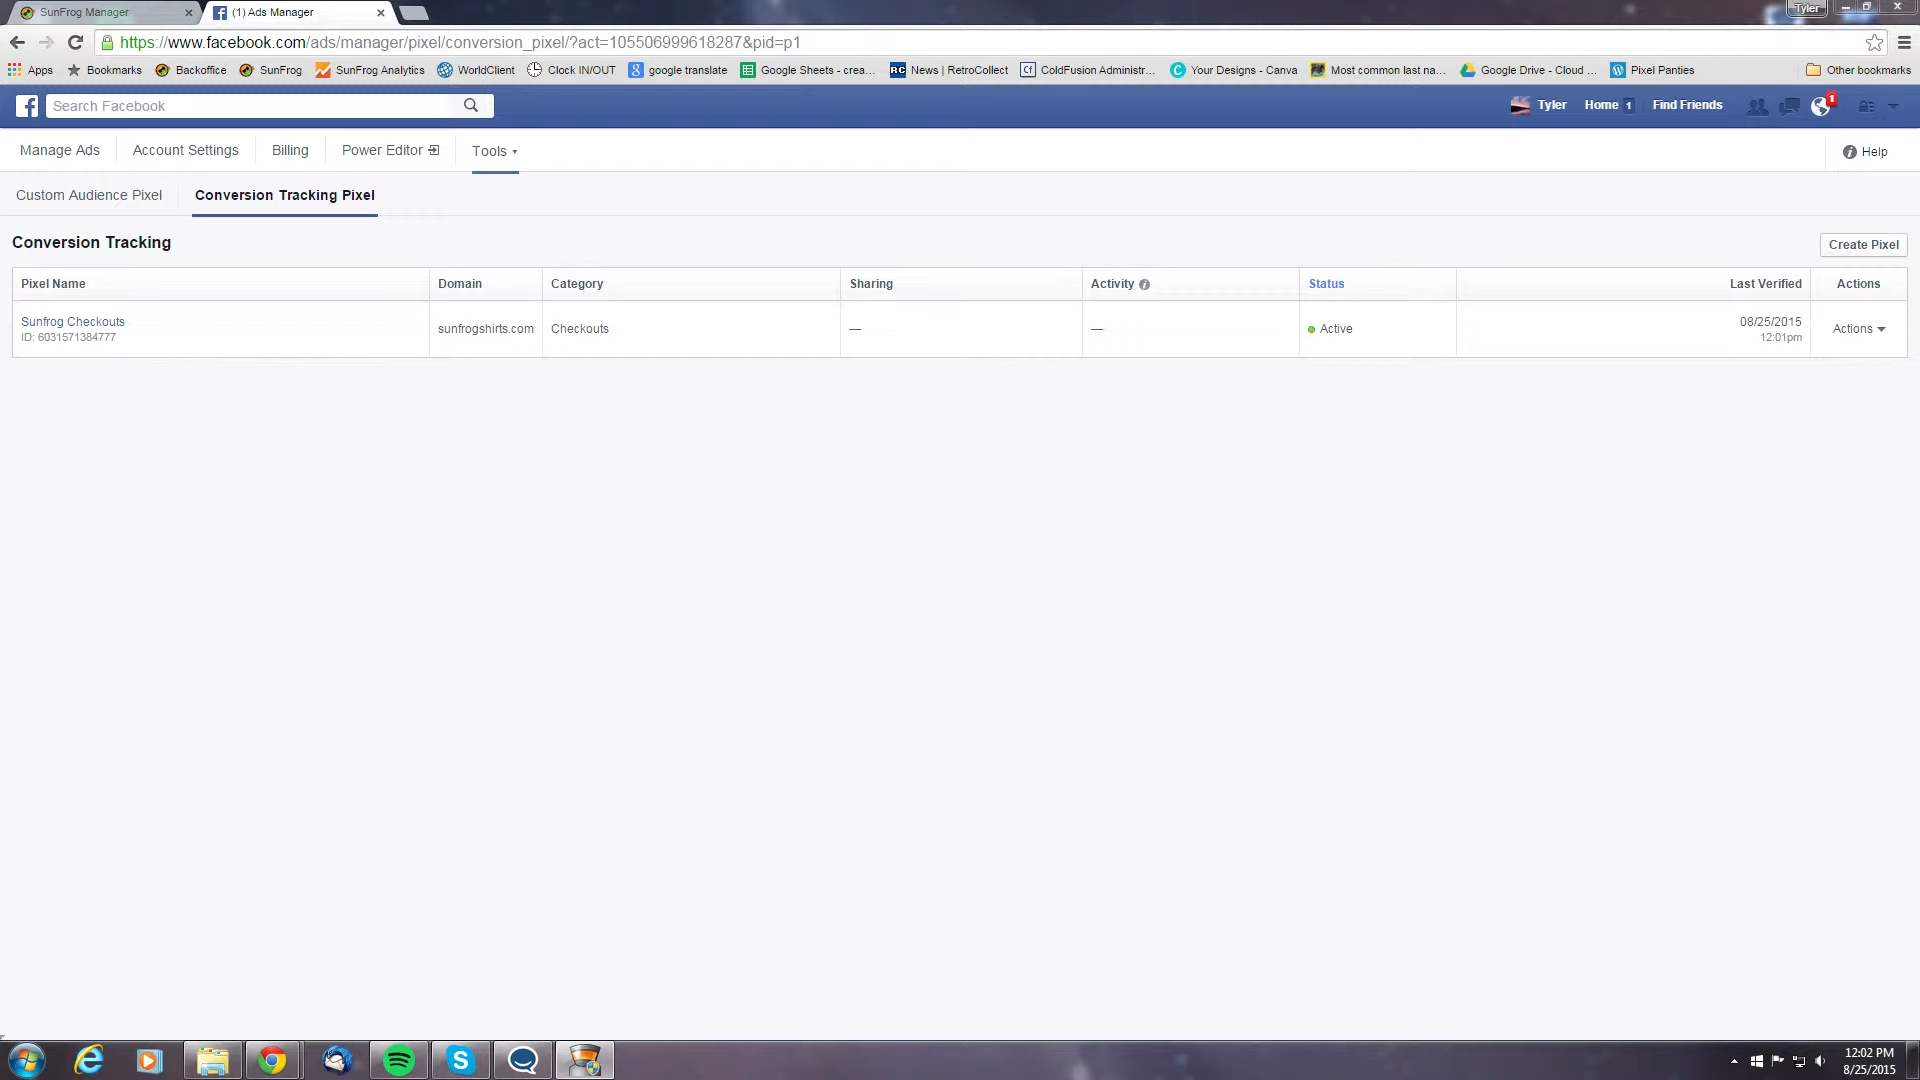 SunFrog Manager
(1) Ads Manager
Tyler
https://www.facebook.com/ads/manager/pixel/conversion_pixel/?act=105506999618287&pid=p1
Apps Bookmarks Backoffice SunFrog SunFrog Analytics WorldClient Clock IN/OUT google translate Google Sheets - crea... News | RetroCollect ColdFusion Administr... Your Designs - Canva Most common last na... Google Drive - Cloud ... Pixel Panties Other bookmarks
Search Facebook
Tyler Home 1 Find Friends 1
Manage Ads Account Settings Billing Power Editor Tools Help
Custom Audience Pixel Conversion Tracking Pixel
Conversion Tracking
Create Pixel
Pixel Name Domain Category Sharing Activity Status Last Verified Actions
Sunfrog Checkouts
ID: 6031571384777
sunfrogshirts.com Checkouts — — Active
08/25/2015
12:01pm
Actions
12:02 PM
8/25/2015